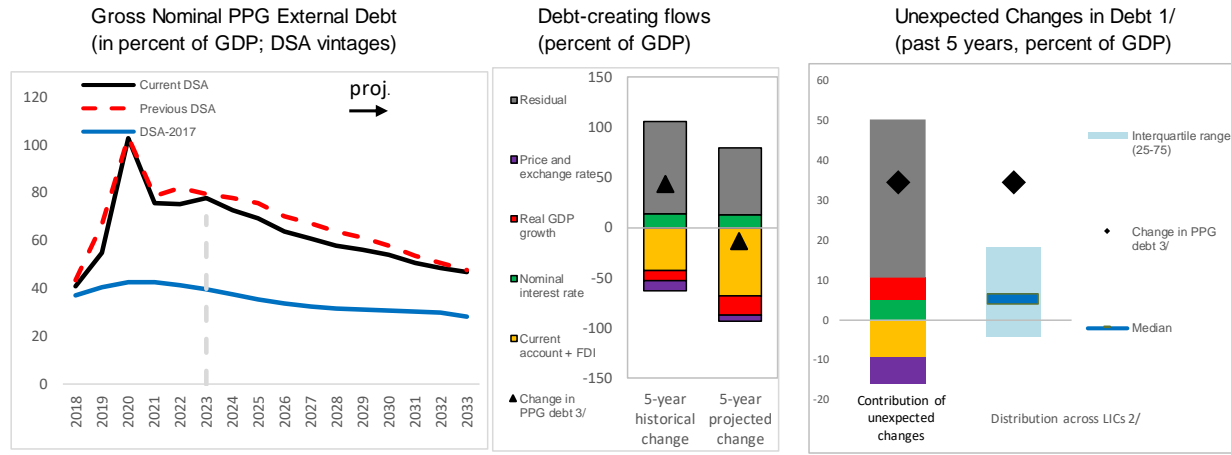 Gross Nominal PPG External Debt
(in percent of GDP; DSA vintages)
Current DSA
Previous DSA
DSA-2017
proj.
120
100
80
60
40
20
0
2018
2019
2020
2021
2022
2023
2024
2025
2026
2027
2028
2029
2030
2031
2032
2033
Debt-creating flows
(percent of GDP)
Residual
Price and
exchange rate
Real GDP
growth
Nominal
interest rate
Current
account + FDI
Change in
PPG debt 3/
150
100
50
0
-50
-100
-150
5-year
historical
change
5-year
projected
change
Unexpected Changes in Debt 1/
(past 5 years, percent of GDP)
60
50
40
30
20
10
0
-10
-20
Contribution of
unexpected
changes
Distribution across LICs 2/
Interquartile range
(25-75)
Change in PPG
debt 3/
Median